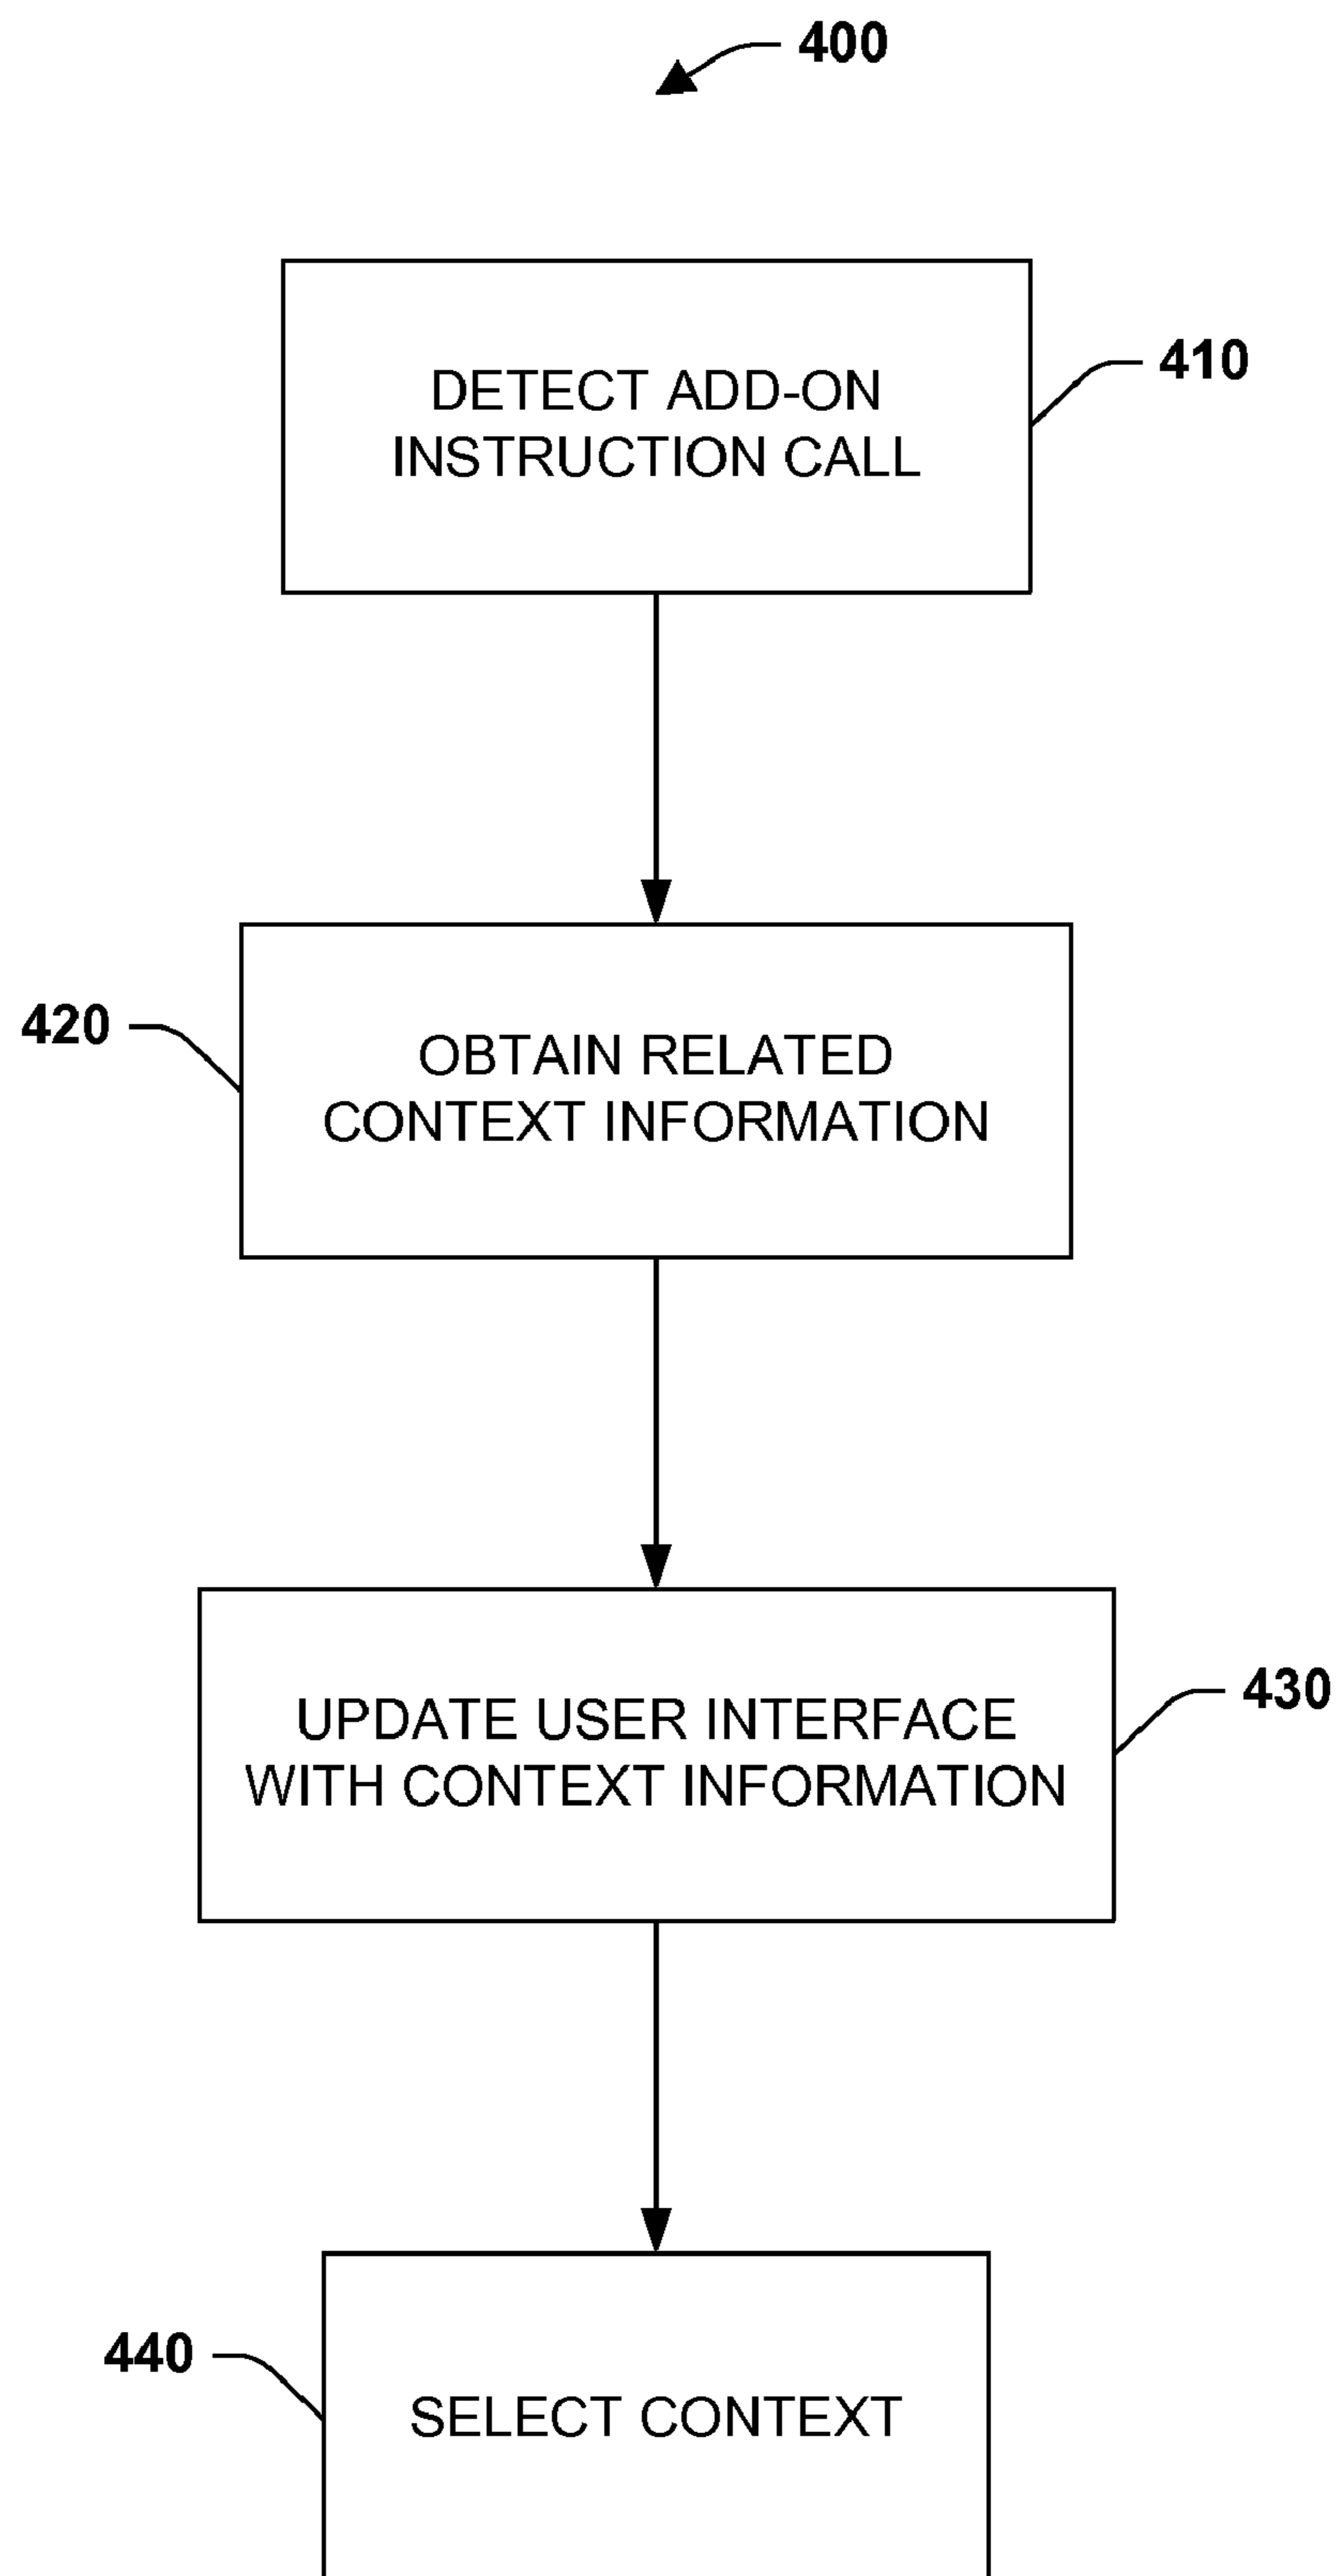 400
DETECT ADD-ON
INSTRUCTION CALL
410
420
OBTAIN RELATED
CONTEXT INFORMATION
UPDATE USER INTERFACE
WITH CONTEXT INFORMATION
430
440
SELECT CONTEXT